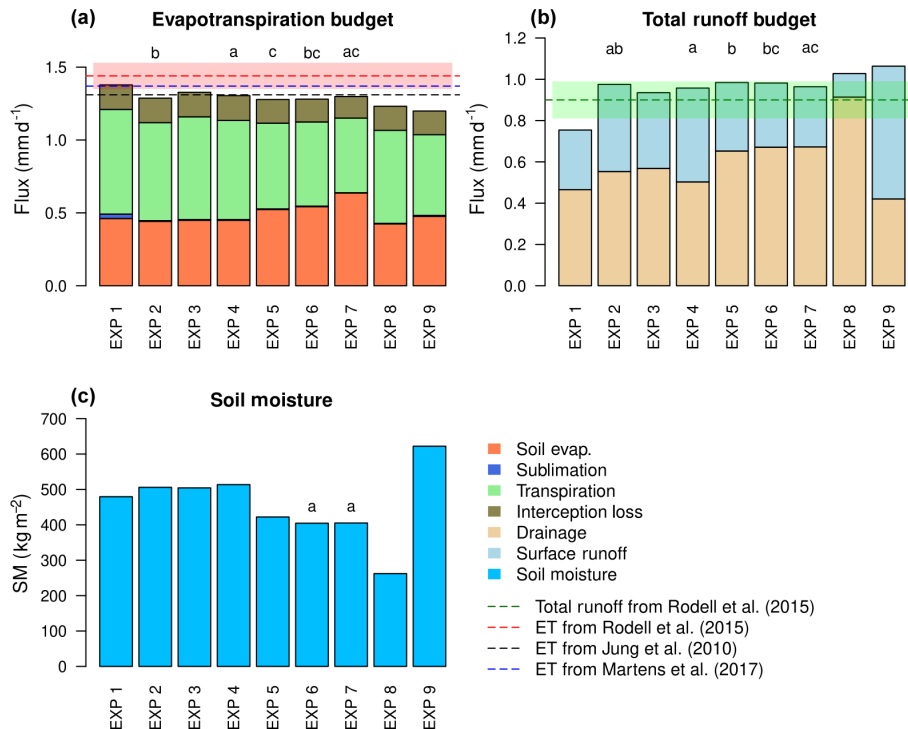 (a) Evapotranspiration budget
b a c bc ac
Flux (mm d⁻¹)
1.5
1.0
0.5
0.0
EXP 1 EXP 2 EXP 3 EXP 4 EXP 5 EXP 6 EXP 7 EXP 8 EXP 9
(b) Total runoff budget
ab a b bc ac
Flux (mm d⁻¹)
1.2
1.0
0.8
0.6
0.4
0.2
0.0
EXP 1 EXP 2 EXP 3 EXP 4 EXP 5 EXP 6 EXP 7 EXP 8 EXP 9
(c) Soil moisture
a a
SM (kg m⁻²)
700
600
500
400
300
200
100
0
EXP 1 EXP 2 EXP 3 EXP 4 EXP 5 EXP 6 EXP 7 EXP 8 EXP 9
Soil evap.
Sublimation
Transpiration
Interception loss
Drainage
Surface runoff
Soil moisture
Total runoff from Rodell et al. (2015)
ET from Rodell et al. (2015)
ET from Jung et al. (2010)
ET from Martens et al. (2017)